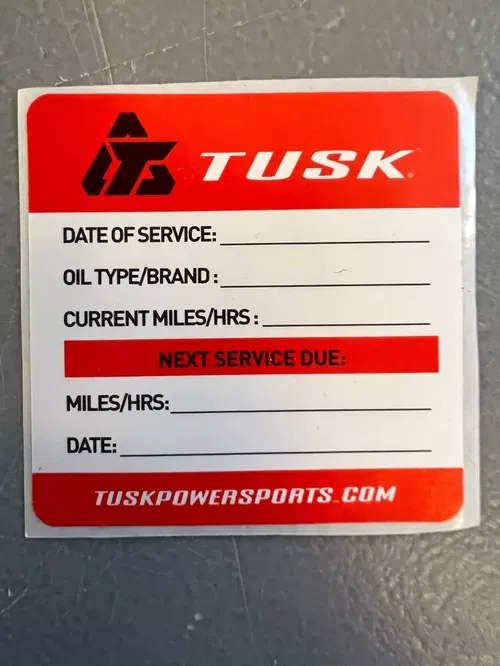 TUSK
DATE OF SERVICE:
OIL TYPE/BRAND :
CURRENT MILES/HRS :
NEXT SERVICE DUE:
MILES/HRS:
DATE:
TUSKPOWERSPORTS.COM